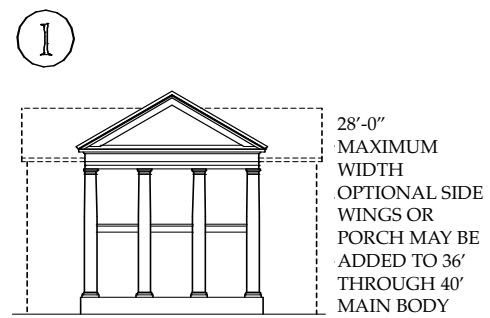 1
28′-0″
MAXIMUM
WIDTH
OPTIONAL SIDE
WINGS OR
PORCH MAY BE
ADDED TO 36′
THROUGH 40′
MAIN BODY